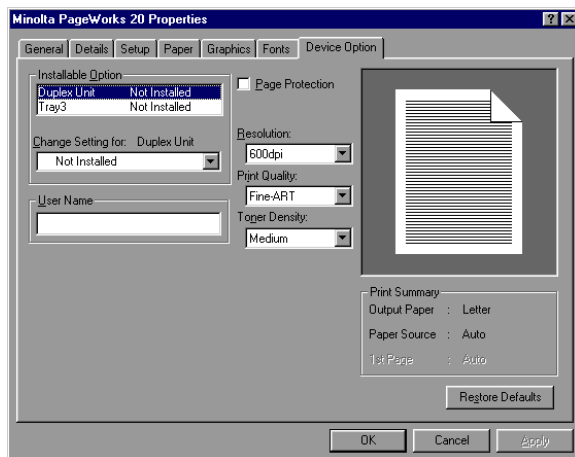 Minolta PageWorks 20 Properties
General Details Setup Paper Graphics Fonts Device Option
Installable Option
Duplex Unit Not Installed
Tray3 Not Installed
Change Setting for: Duplex Unit
Not Installed
User Name
Page Protection
Resolution:
600dpi
Print Quality:
Fine-ART
Toner Density:
Medium
Print Summary
Output Paper : Letter
Paper Source : Auto
1st Page : Auto
Restore Defaults
OK Cancel Apply